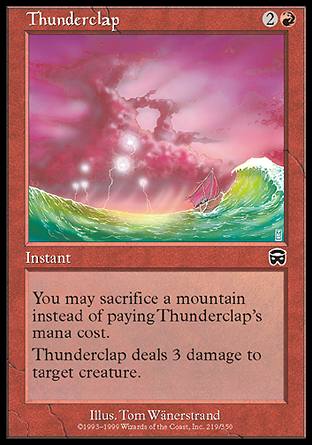 Thunderclap 2
Instant
You may sacrifice a mountain
instead of paying Thunderclap's
mana cost.
Thunderclap deals 3 damage to
target creature.
Illus. Tom Wänerstrand
©1993–1999 Wizards of the Coast, Inc. 219/350